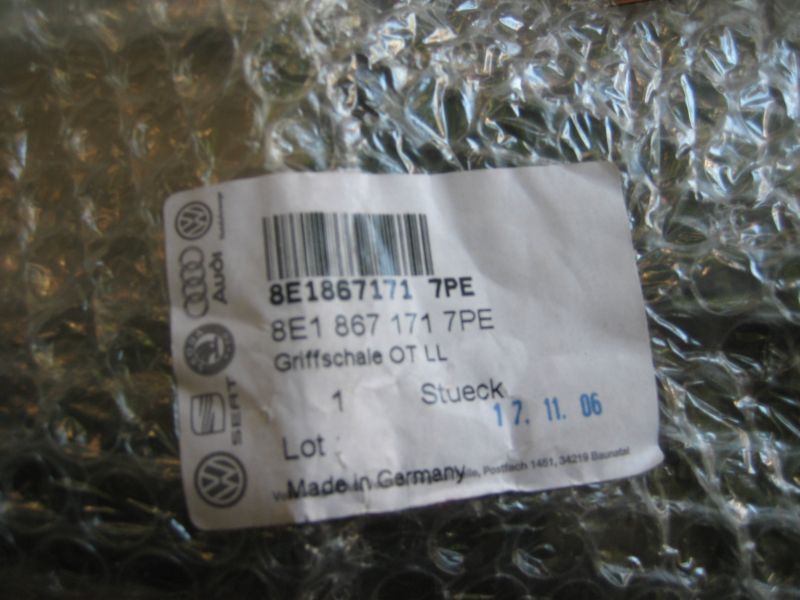 8E1867171 7PE
8E1 867 171 7PE
Griffschale OT LL
1 Stueck
17. 11. 06
Lot :
Made in Germany
Postfach 1451, 34219 Baunatal
Audi
SEAT